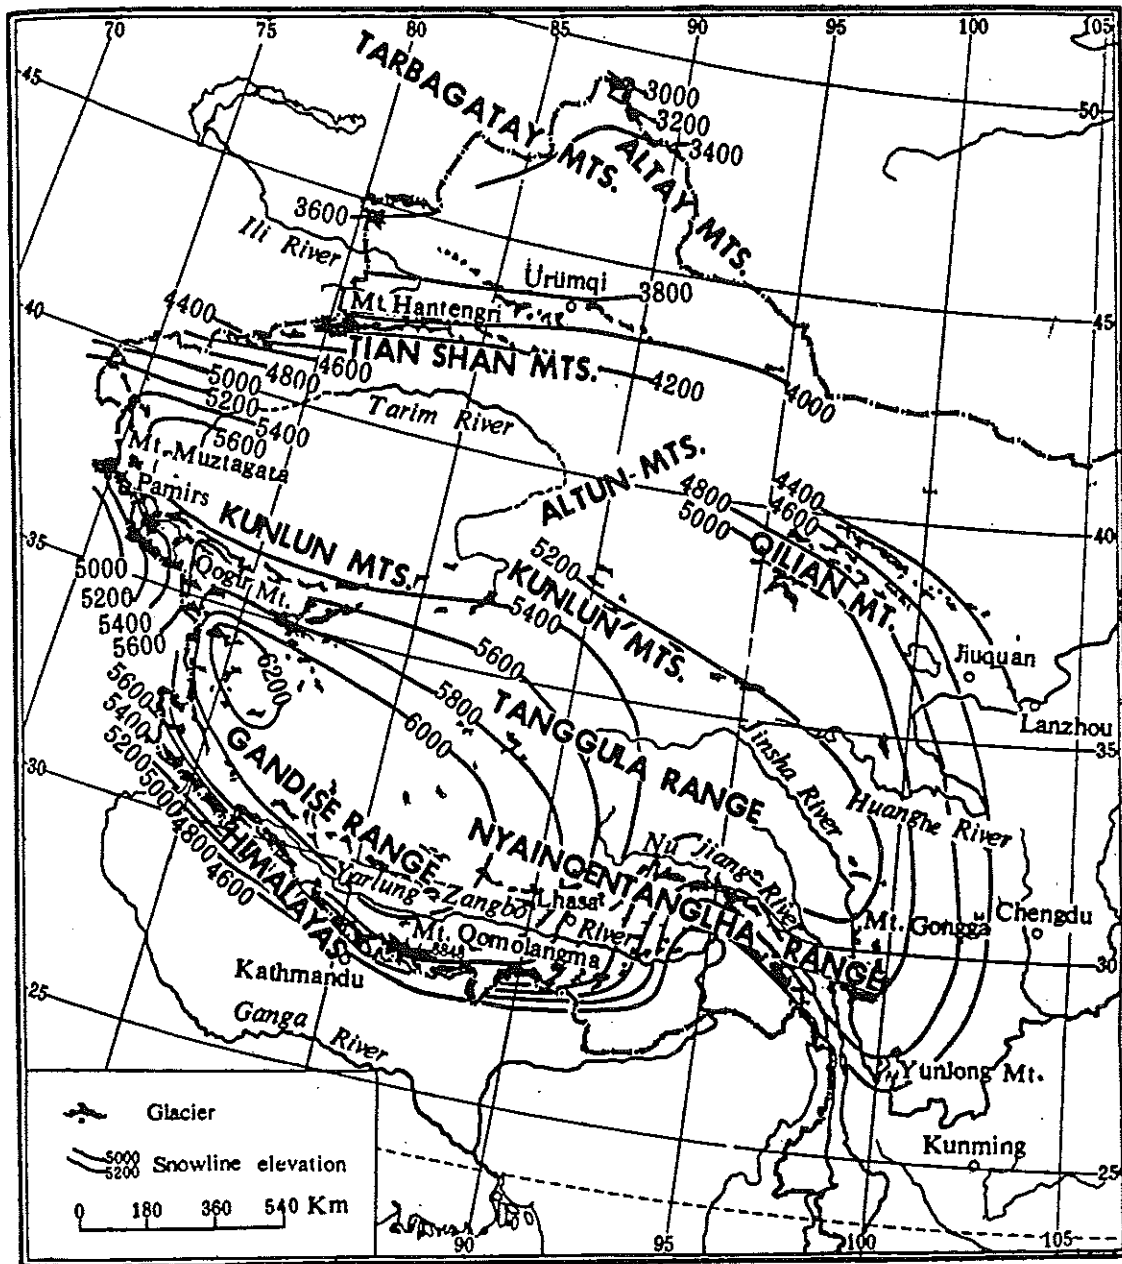 70
75
80
85
90
95
100
105
45
TARBAGATAY MTS.
3000
3200
3400
50
ALTAY MTS.
3600
Ili River
Urümqi
3800
Mt. Hantengri
45
40
4400
4600
4800
5000
5200
5400
5600
TIAN SHAN MTS.
4200
4000
Tarim River
Mt. Muztagata
Pamirs
ALTUN MTS.
4800
4400
4600
5000
40
KUNLUN MTS.
QILIAN MT.
35
5000
5200
5400
5600
Qogir Mt.
5200
KUNLUN MTS.
5400
5600
Jiuquan
Lanzhou
35
6200
5800
6000
TANGGULA RANGE
Jinsha River
Huanghe River
5600
5400
5200
5000
4800
4600
30
GANDISE RANGE
NYAINQENTANGLHA RANGE
Nu Jiang River
HIMALAYAS
Yarlung Zangbo River
Lhasa
Mt. Gongga
Chengdu
Mt. Qomolangma
8848
Kathmandu
30
25
Ganga River
Yunlong Mt.
Kunming
25
Glacier
5000
5200
Snowline elevation
0 180 360 540 Km
90
95
100
105